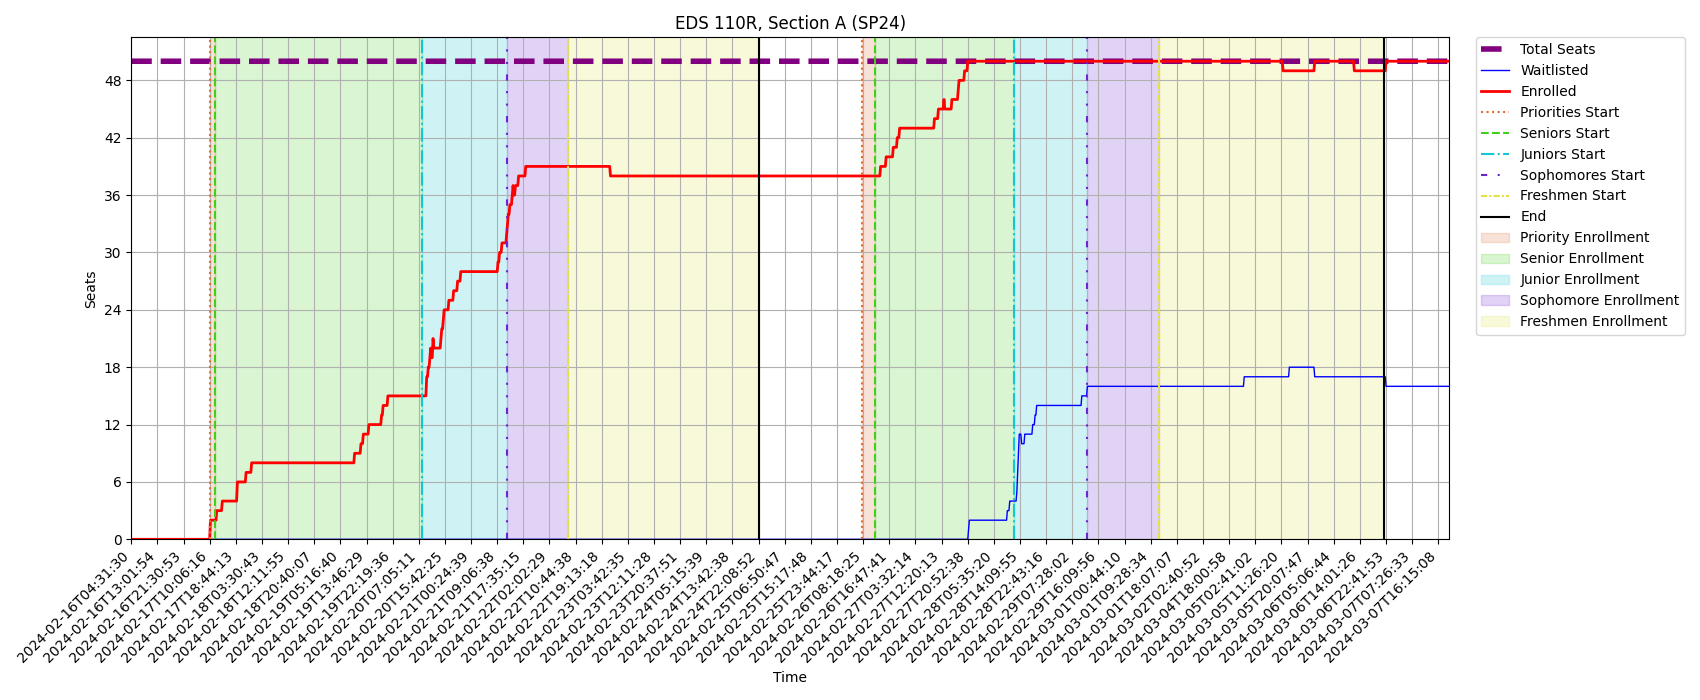 EDS 110R, Section A (SP24)
Seats
48
42
36
30
24
18
12
6
0
2024-02-16T04:31:30
2024-02-16T13:01:54
2024-02-16T21:30:53
2024-02-17T10:06:16
2024-02-17T18:44:13
2024-02-18T03:30:43
2024-02-18T12:11:55
2024-02-18T20:40:07
2024-02-19T05:16:40
2024-02-19T13:46:29
2024-02-19T22:19:36
2024-02-20T07:05:11
2024-02-20T15:42:25
2024-02-21T00:24:39
2024-02-21T09:06:38
2024-02-21T17:35:15
2024-02-22T02:02:29
2024-02-22T10:44:38
2024-02-22T19:13:18
2024-02-23T03:42:35
2024-02-23T12:11:28
2024-02-23T20:37:51
2024-02-24T05:15:39
2024-02-24T13:42:38
2024-02-24T22:08:52
2024-02-25T06:50:47
2024-02-25T15:17:48
2024-02-25T23:44:17
2024-02-26T08:18:25
2024-02-26T16:47:41
2024-02-27T03:32:14
2024-02-27T12:20:13
2024-02-27T20:52:38
2024-02-28T05:35:20
2024-02-28T14:09:55
2024-02-28T22:43:16
2024-02-29T07:28:02
2024-02-29T16:09:56
2024-03-01T00:44:10
2024-03-01T09:28:34
2024-03-01T18:07:07
2024-03-02T02:40:52
2024-03-04T18:00:58
2024-03-05T02:41:02
2024-03-05T11:26:20
2024-03-05T20:07:47
2024-03-06T05:06:44
2024-03-06T14:01:26
2024-03-06T22:41:53
2024-03-07T07:26:33
2024-03-07T16:15:08
Time
Total Seats
Waitlisted
Enrolled
Priorities Start
Seniors Start
Juniors Start
Sophomores Start
Freshmen Start
End
Priority Enrollment
Senior Enrollment
Junior Enrollment
Sophomore Enrollment
Freshmen Enrollment